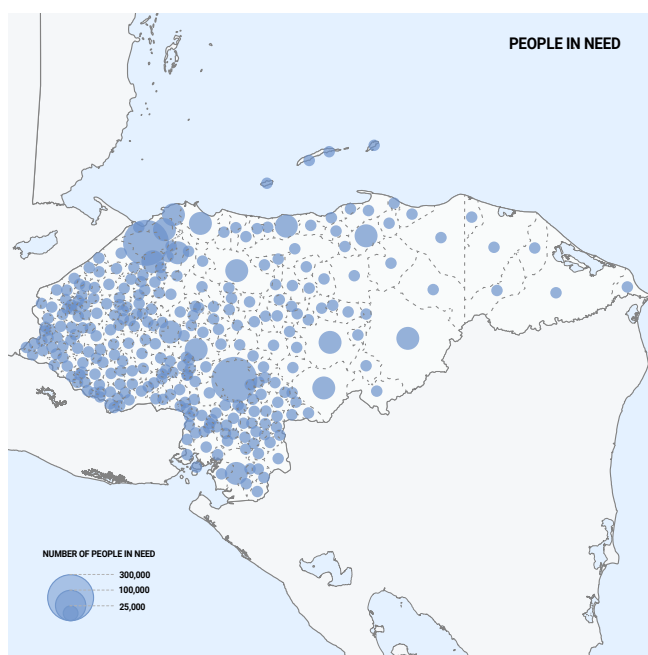 PEOPLE IN NEED
NUMBER OF PEOPLE IN NEED
300,000
100,000
25,000